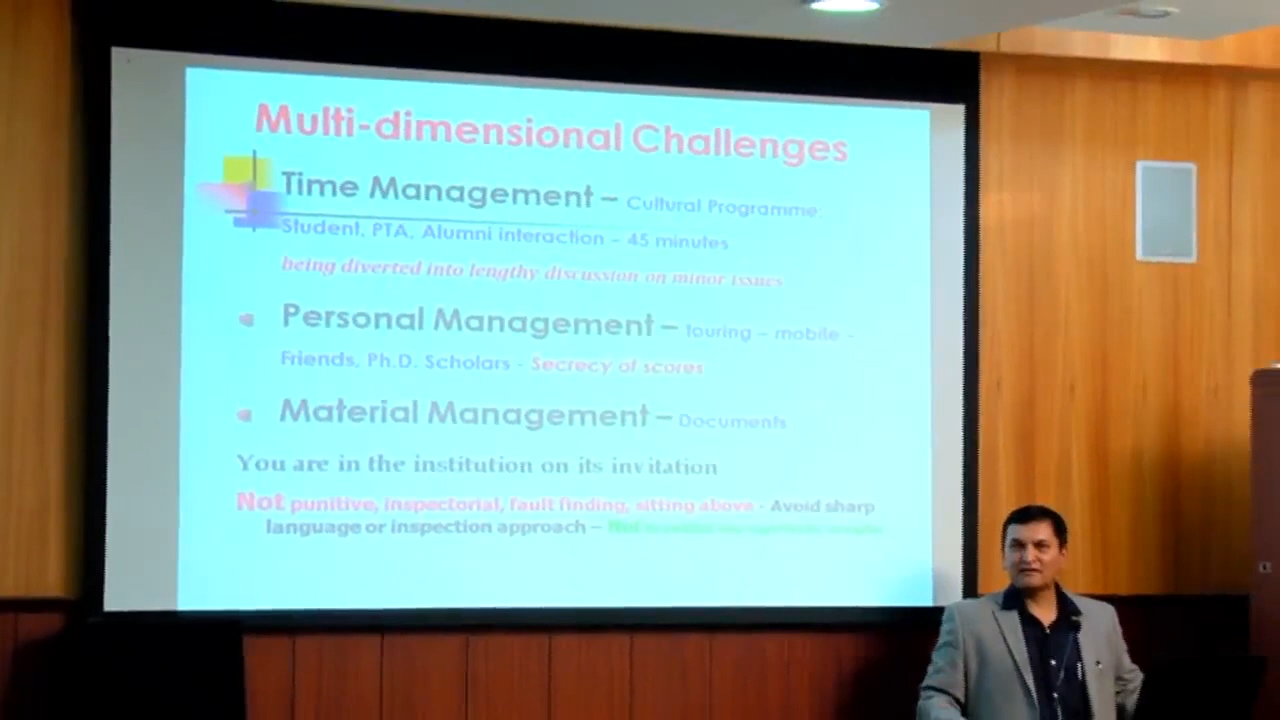 Multi-dimensional Challenges
Time Management – Cultural Programme;
Student, PTA, Alumni interaction – 45 minutes
being diverted into lengthy discussion on minor issues
Personal Management – touring – mobile –
Friends, Ph.D. Scholars - Secrecy of scores
Material Management – Documents
You are in the institution on its invitation
Not punitive, inspectorial, fault finding, sitting above - Avoid sharp
language or inspection approach – Not